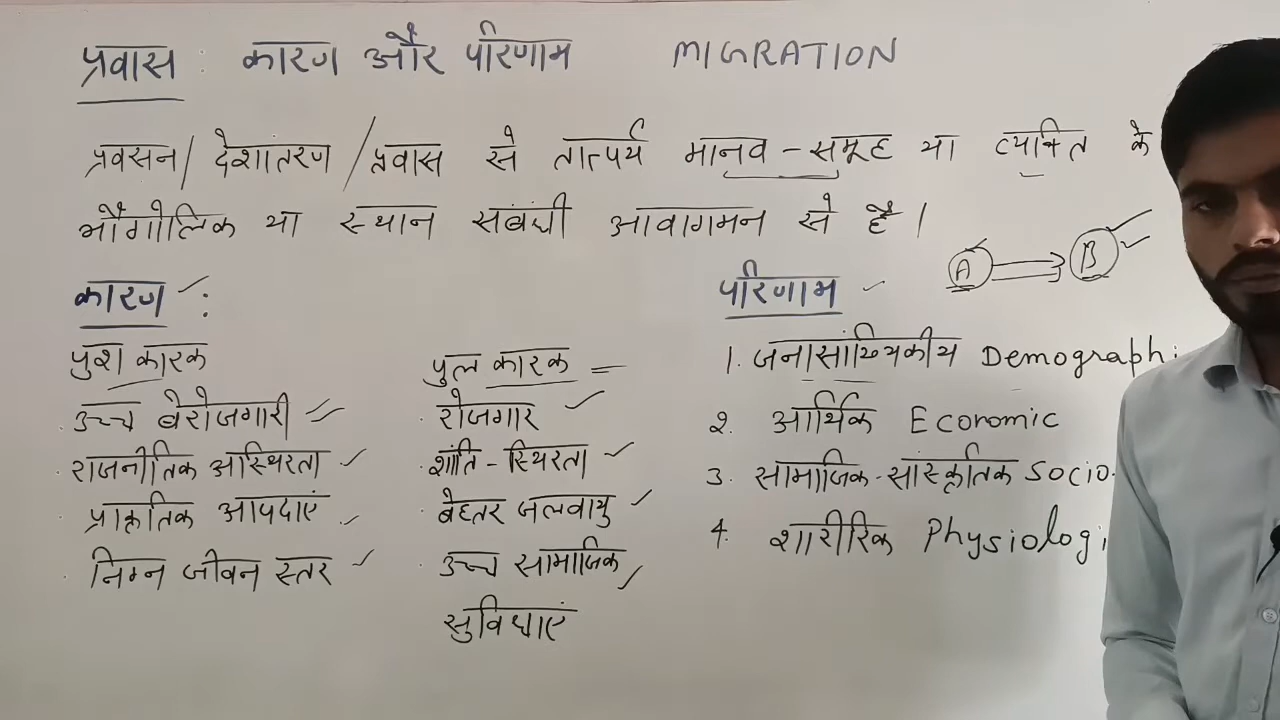 प्रवास : कारण और परिणाम MIGRATION
प्रवसन/ देशांतरण /प्रवास से तात्पर्य मानव-समूह या व्यक्ति के
भौगोलिक या स्थान संबंधी आवागमन से है।
A B
कारण :
पुश कारक
उच्च बेरोजगारी
राजनीतिक अस्थिरता
प्राकृतिक आपदाएं
निम्न जीवन स्तर
पुल कारक
रोजगार
शांति-स्थिरता
बेहतर जलवायु
उच्च सामाजिक
सुविधाएं
परिणाम
1. जनासांख्यिकीय Demographi
2. आर्थिक Economic
3. सामाजिक-सांस्कृतिक Socio
4. शारीरिक Physiologi